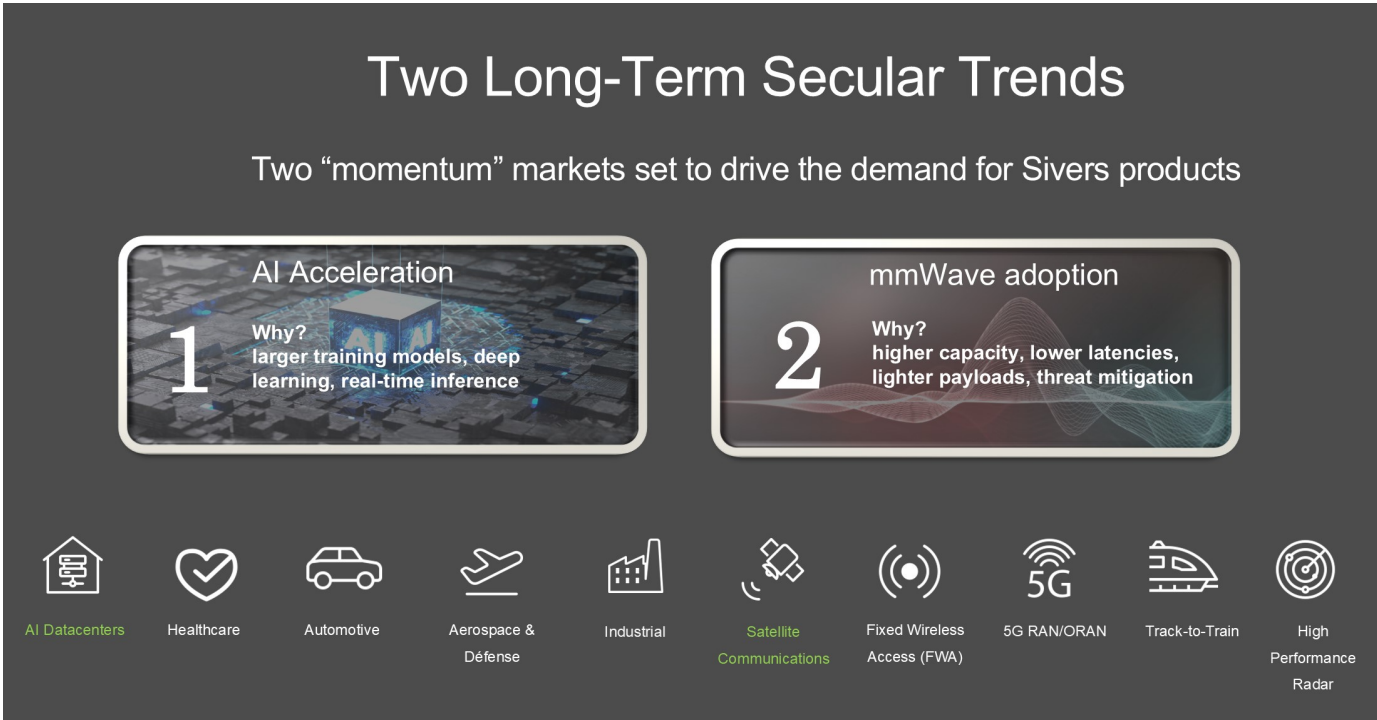 Two Long-Term Secular Trends
Two “momentum” markets set to drive the demand for Sivers products
AI Acceleration
1
Why?
larger training models, deep
learning, real-time inference
AI
AI
mmWave adoption
2
Why?
higher capacity, lower latencies,
lighter payloads, threat mitigation
5G
AI Datacenters
Healthcare
Automotive
Aerospace &
Défense
Industrial
Satellite
Communications
Fixed Wireless
Access (FWA)
5G RAN/ORAN
Track-to-Train
High
Performance
Radar